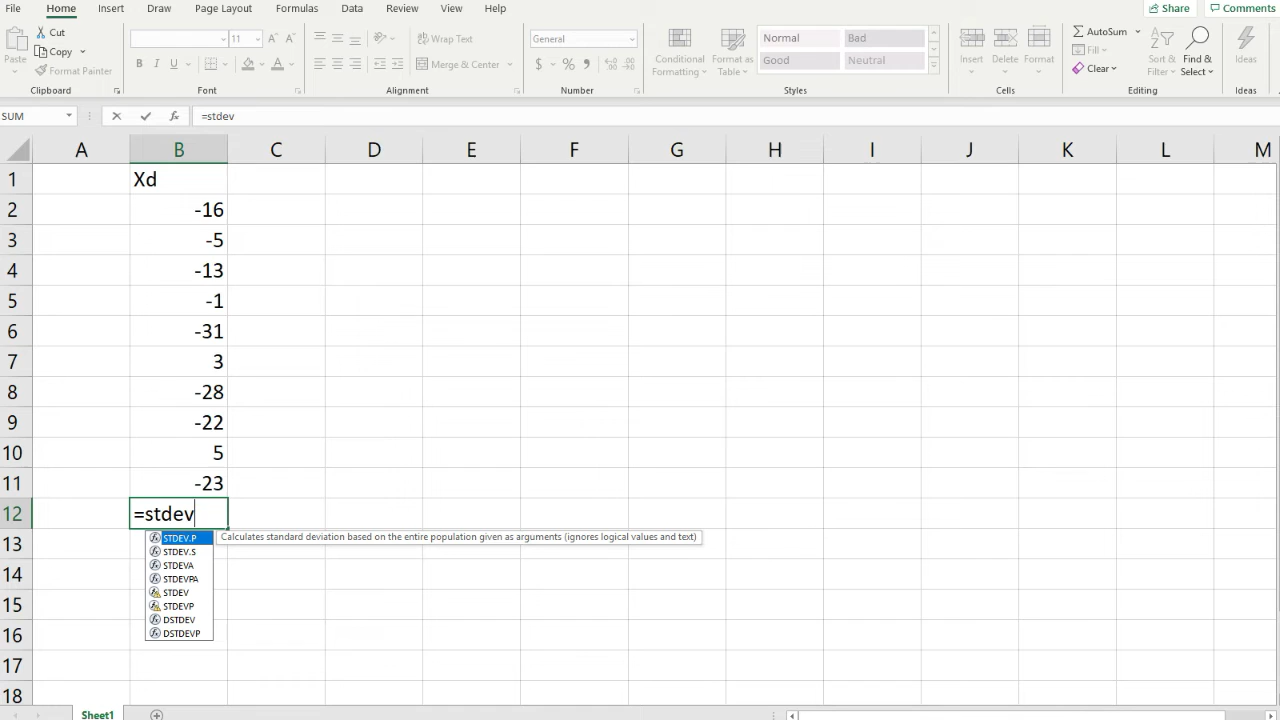 File Home Insert Draw Page Layout Formulas Data Review View Help Share Comments
Paste
Cut
Copy
Format Painter
Clipboard
11 A A
B I U A
Font
Wrap Text
Merge & Center
Alignment
General
$ % 9
Number
Conditional Formatting
Format as Table
Normal Bad
Good Neutral
Styles
Insert Delete Format
Cells
AutoSum
Fill
Clear
Sort Filter
Find & Select
Editing
Ideas
Ideas
SUM fx =stdev
A B C D E F G H I J K L M
1 Xd
2 -16
3 -5
4 -13
5 -1
6 -31
7 3
8 -28
9 -22
10 5
11 -23
12 =stdev
13
14
15
16
17
18
STDEV.P Calculates standard deviation based on the entire population given as arguments (ignores logical values and text)
STDEV.S
STDEVA
STDEVPA
STDEV
STDEVP
DSTDEV
DSTDEVP
Sheet1